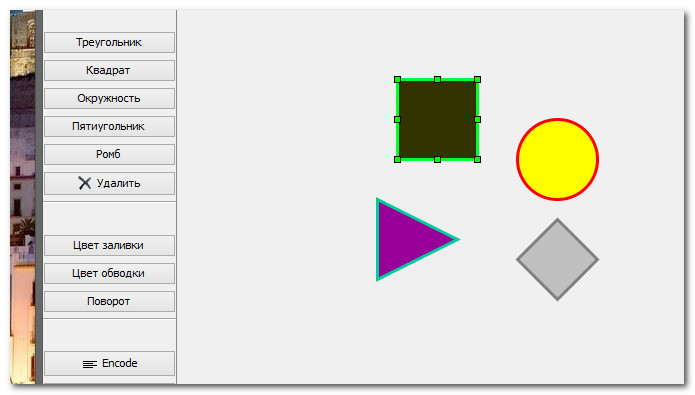 Треугольник
Квадрат
Окружность
Пятиугольник
Ромб
Удалить
Цвет заливки
Цвет обводки
Поворот
Encode